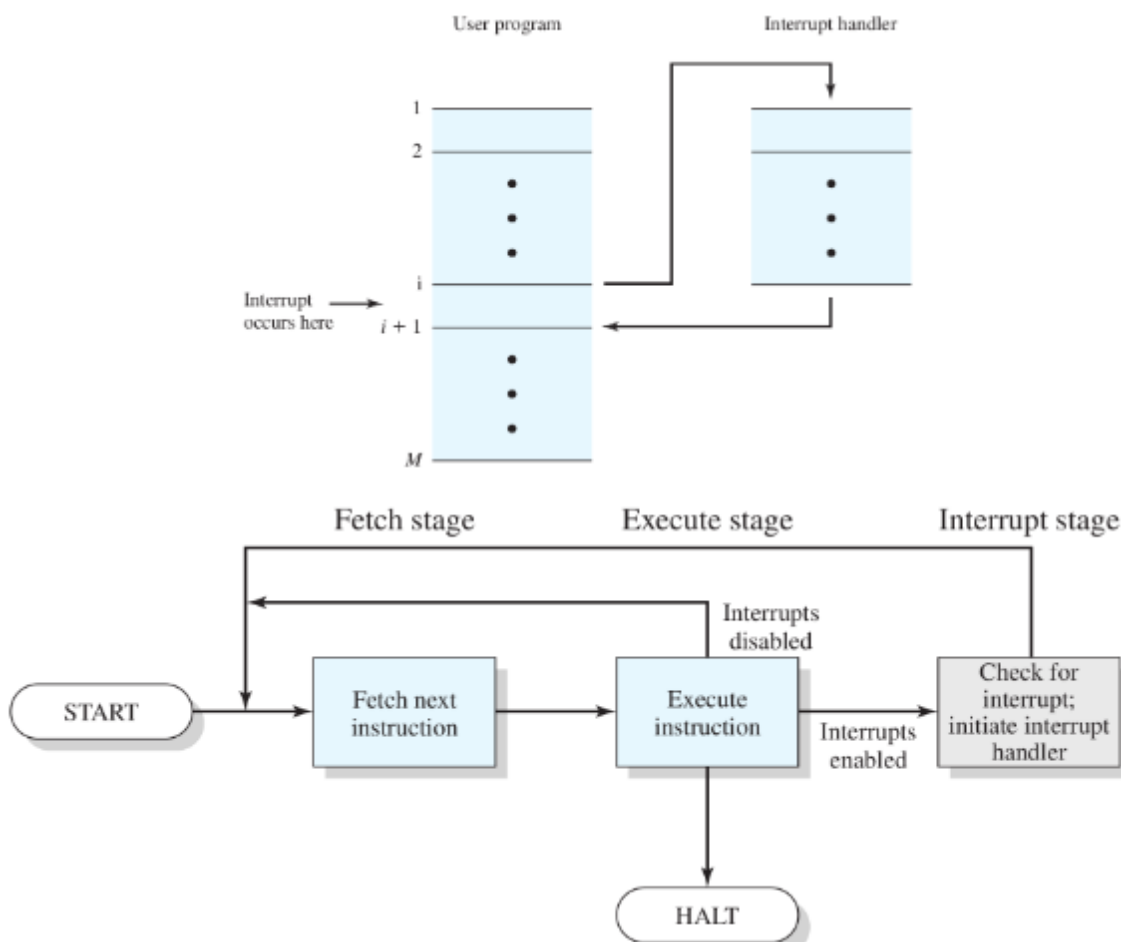 User program
Interrupt handler
1
2
i
Interrupt
occurs here
i + 1
M
Fetch stage
Execute stage
Interrupt stage
Interrupts
disabled
START
Fetch next
instruction
Execute
instruction
Interrupts
enabled
Check for
interrupt;
initiate interrupt
handler
HALT